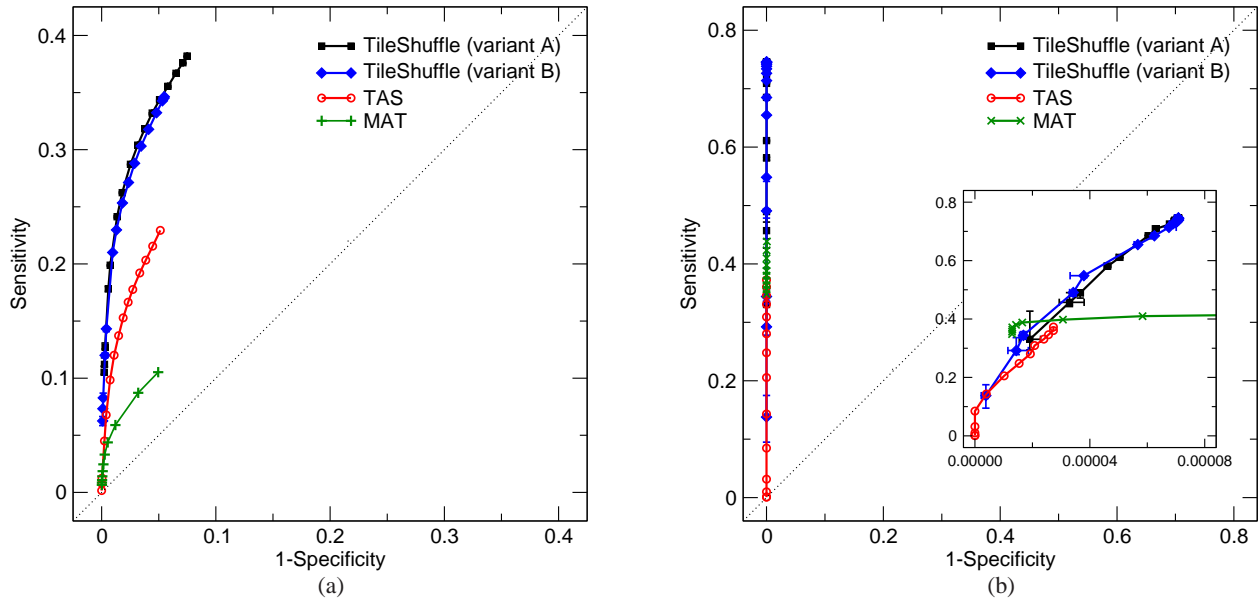 0.4
0.3
0.2
0.1
0
Sensitivity
TileShuffle (variant A)
TileShuffle (variant B)
TAS
MAT
0
0.1
0.2
0.3
0.4
1-Specificity
(a)
0.8
0.6
0.4
0.2
0
Sensitivity
TileShuffle (variant A)
TileShuffle (variant B)
TAS
MAT
0.8
0.6
0.4
0.2
0
0.00000
0.00004
0.00008
0
0.2
0.4
0.6
0.8
1-Specificity
(b)